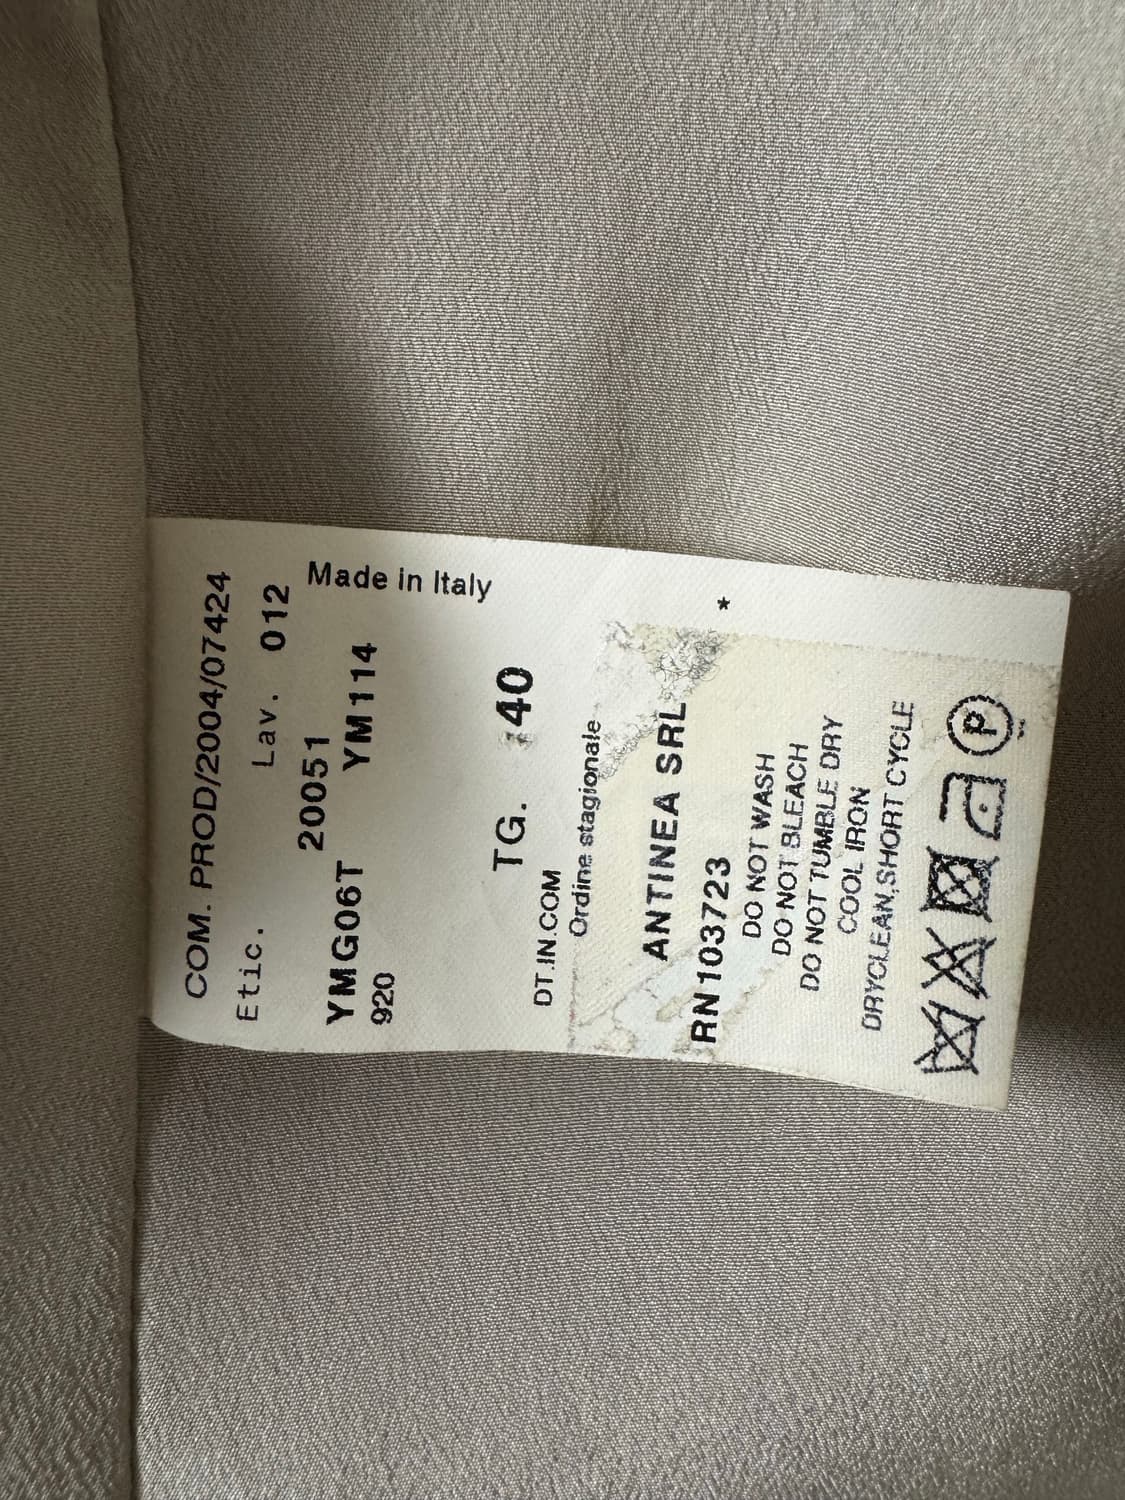 COM. PROD/2004/07424
Etic. Lav. 012
20051
Made in Italy
YMG06T YM114
920
TG. 40
DT.IN.COM
Ordine stagionale
ANTINEA SRL
*
RN103723
DO NOT WASH
DO NOT BLEACH
DO NOT TUMBLE DRY
COOL IRON
DRYCLEAN,SHORT CYCLE
P